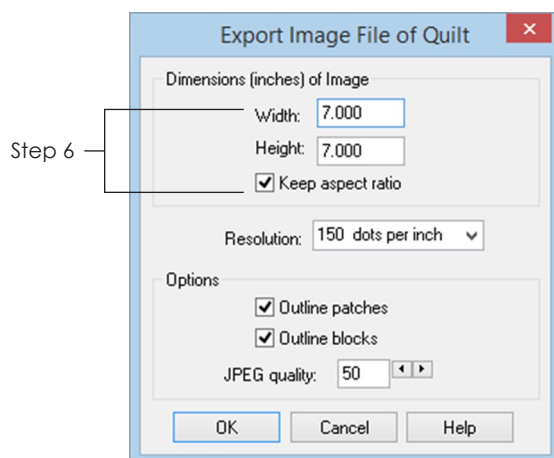 Export Image File of Quilt
Dimensions (inches) of Image
Width: 7.000
Step 6
Height: 7.000
Keep aspect ratio
Resolution: 150 dots per inch
Options
Outline patches
Outline blocks
JPEG quality: 50
OK Cancel Help